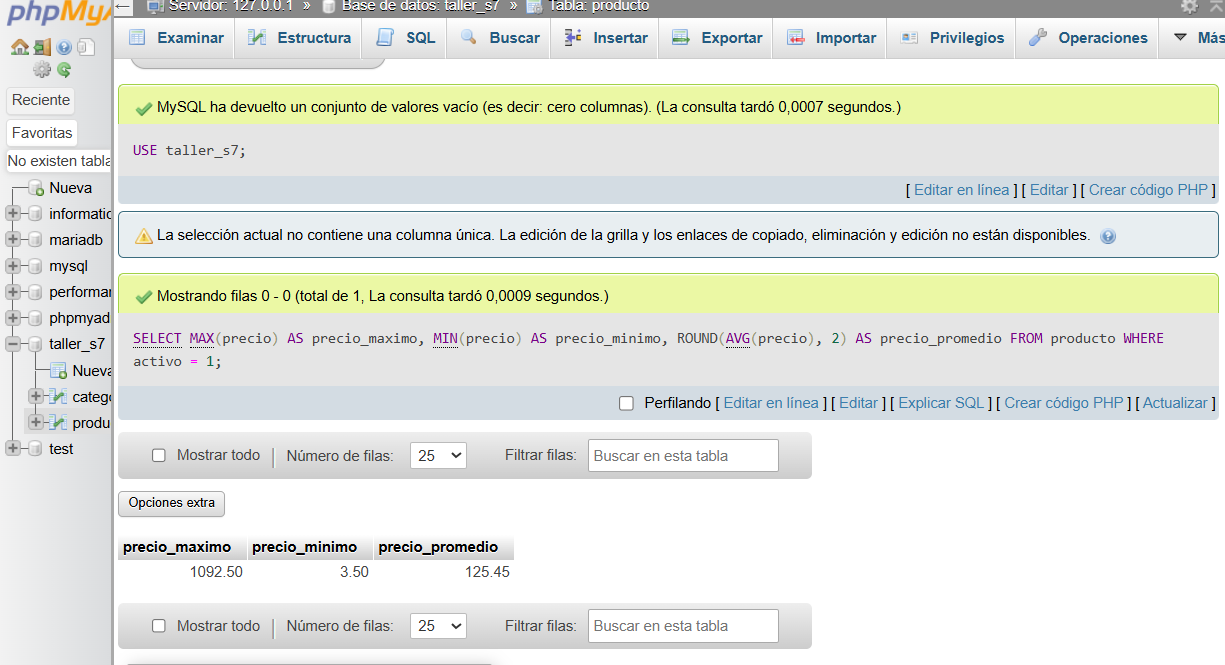 phpMyA
Servidor: 127.0.0.1 » Base de datos: taller_s7 » Tabla: producto
Examinar Estructura SQL Buscar Insertar Exportar Importar Privilegios Operaciones Más
Reciente
Favoritas
No existen tabla
Nueva
informatic
mariadb
mysql
performar
phpmyad
taller_s7
Nueva
catego
produ
test
MySQL ha devuelto un conjunto de valores vacío (es decir: cero columnas). (La consulta tardó 0,0007 segundos.)
USE taller_s7;
[ Editar en línea ] [ Editar ] [ Crear código PHP ]
La selección actual no contiene una columna única. La edición de la grilla y los enlaces de copiado, eliminación y edición no están disponibles.
Mostrando filas 0 - 0 (total de 1, La consulta tardó 0,0009 segundos.)
SELECT MAX(precio) AS precio_maximo, MIN(precio) AS precio_minimo, ROUND(AVG(precio), 2) AS precio_promedio FROM producto WHERE
activo = 1;
Perfilando [ Editar en línea ] [ Editar ] [ Explicar SQL ] [ Crear código PHP ] [ Actualizar ]
Mostrar todo | Número de filas: 25 Filtrar filas: Buscar en esta tabla
Opciones extra
precio_maximo precio_minimo precio_promedio
1092.50 3.50 125.45
Mostrar todo | Número de filas: 25 Filtrar filas: Buscar en esta tabla